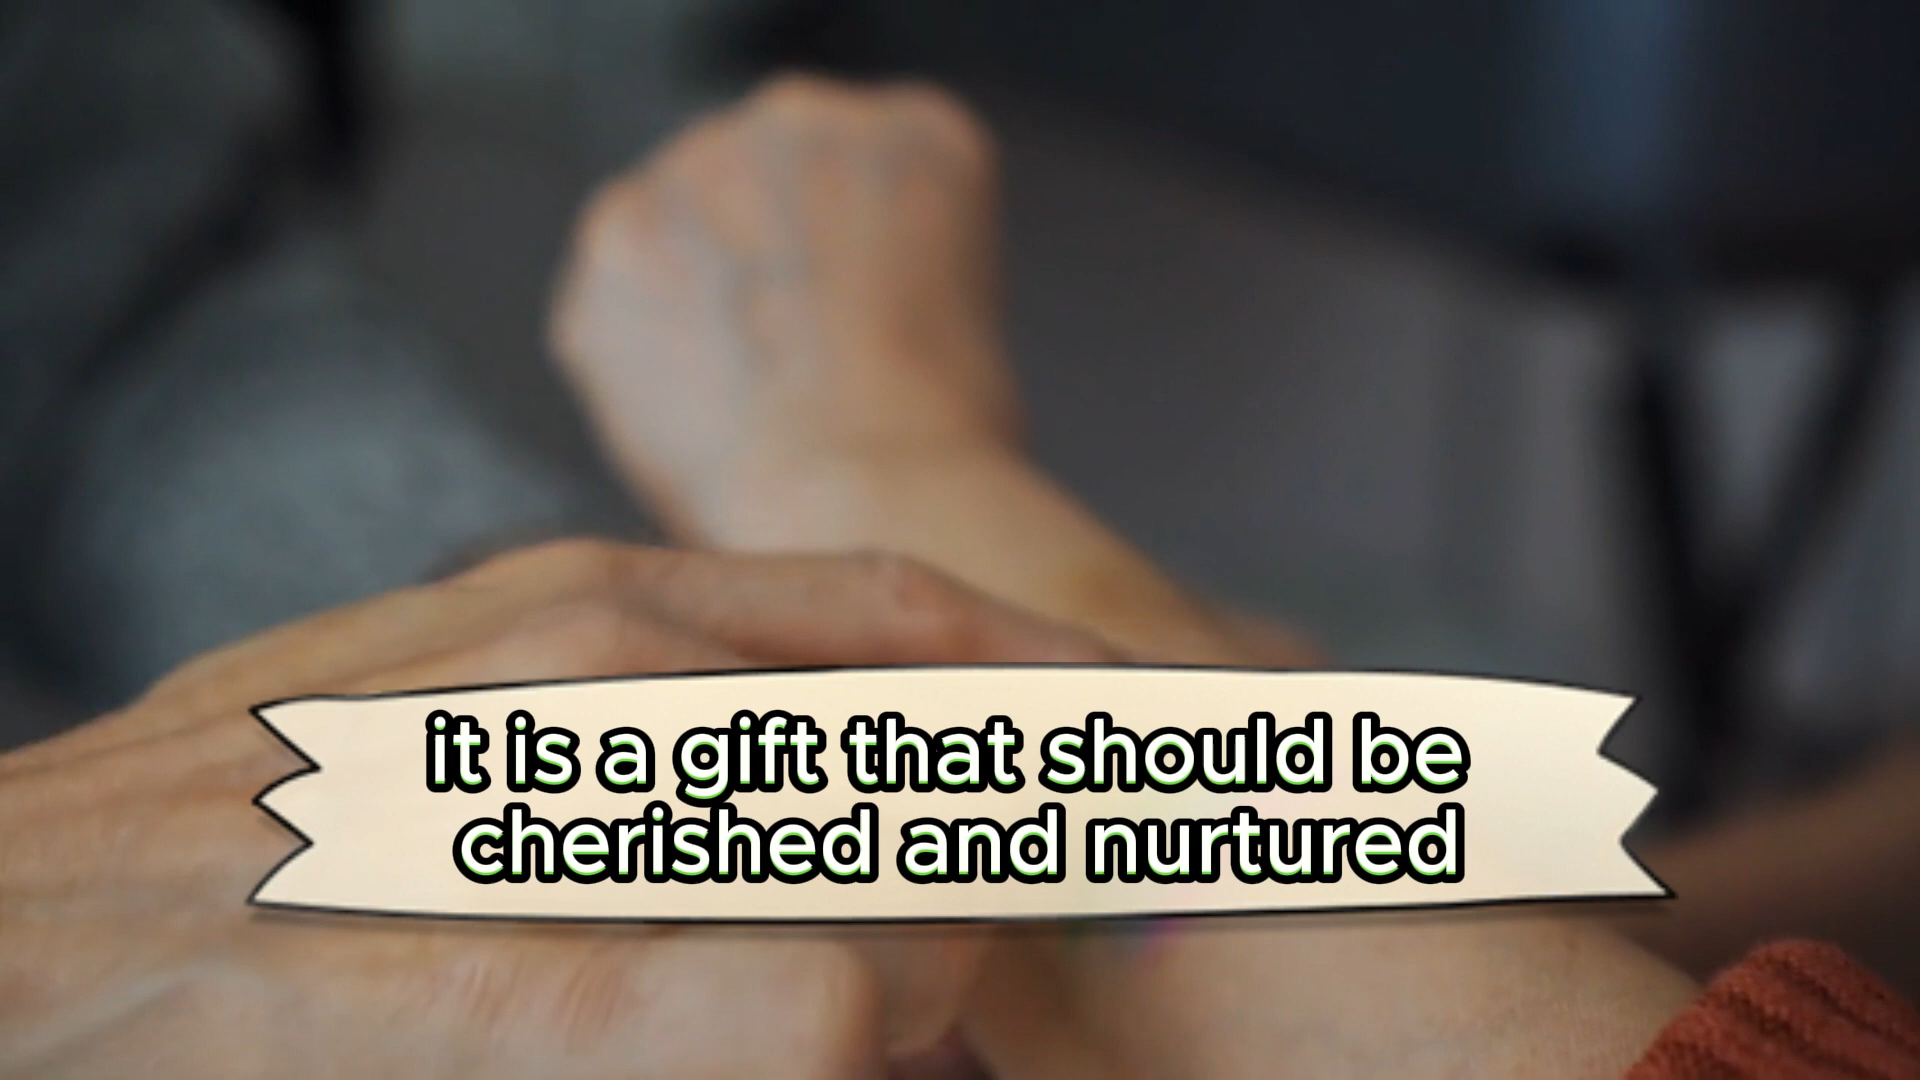 it is a gift that should be
cherished and nurtured